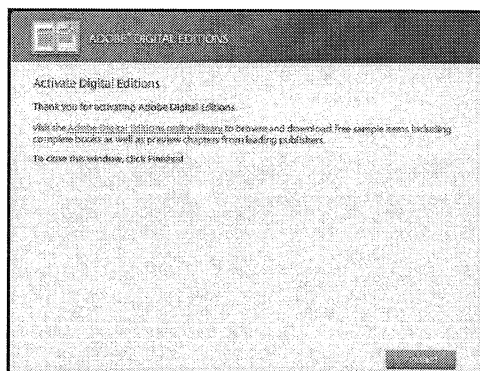 ADOBE® DIGITAL EDITIONS
Activate Digital Editions
Thank you for activating Adobe Digital Editions.
Visit the Adobe Digital Editions online library to browse and download free sample items including
complete books as well as preview chapters from leading publishers.
To close this window, click Finished